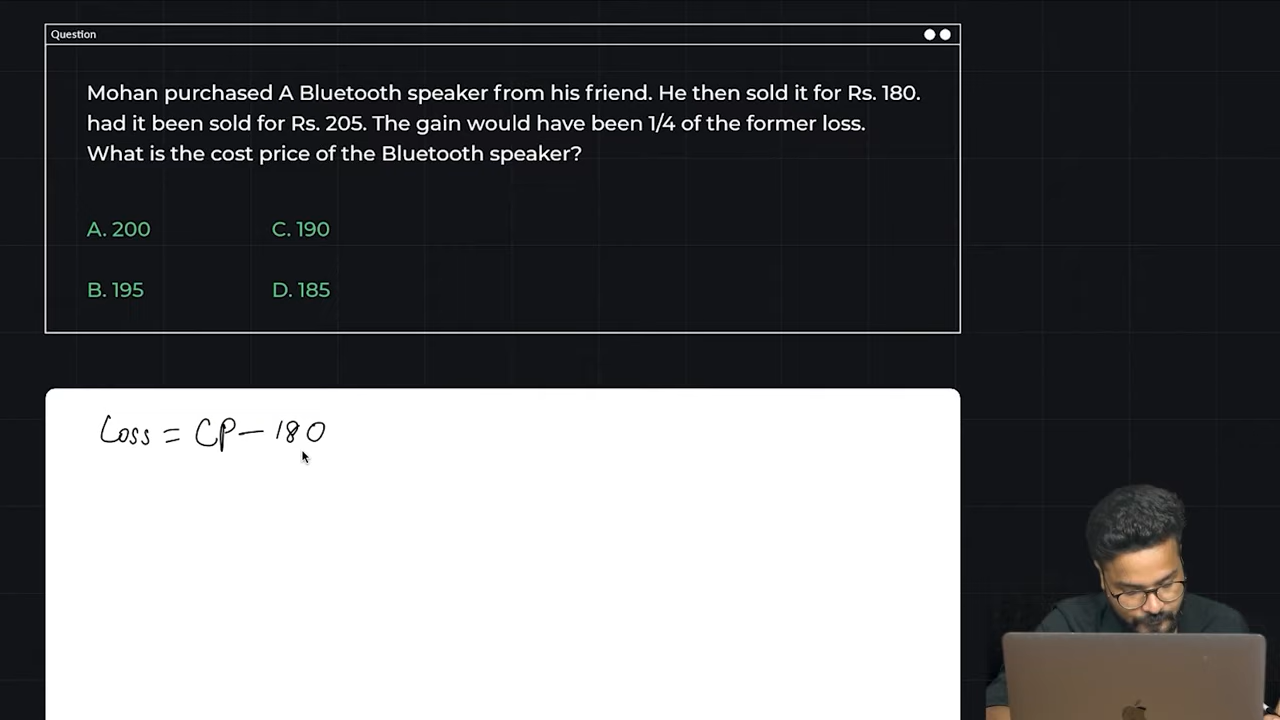 Question
Mohan purchased A Bluetooth speaker from his friend. He then sold it for Rs. 180.
had it been sold for Rs. 205. The gain would have been 1/4 of the former loss.
What is the cost price of the Bluetooth speaker?
A. 200
C. 190
B. 195
D. 185
Loss = CP - 180